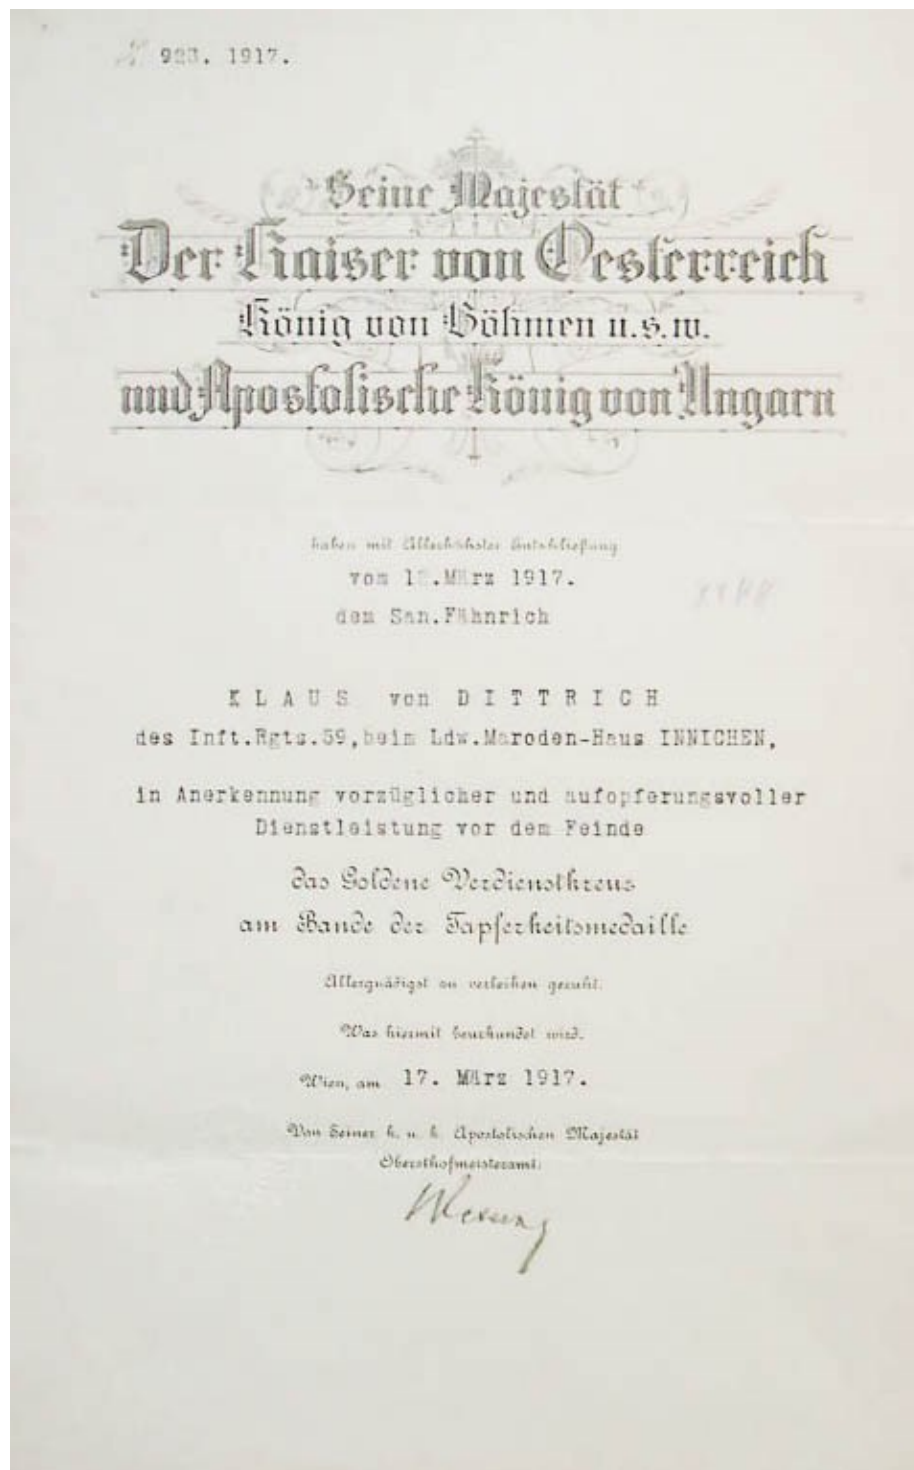 923. 1917.
Seine Majestät
Der Kaiser von Oesterreich
König von Böhmen u.s.w.
und Apostolische König von Ungarn
haben mit Allerhöchster Entschließung
vom .März 1917.
dem San.Fähnrich
KLAUS von DITTRICH
des Inft.Rgts.59, beim Ldw.Maroden-Haus INNICHEN,
in Anerkennung vorzüglicher und aufopferungsvoller
Dienstleistung vor dem Feinde
das Goldene Verdienstkreuz
am Bande der Tapferheitsmedaille
Allergnädigst zu verleihen geruht.
Was hiermit beurkundet wird.
Wien, am 17. März 1917.
Von Seiner k. u. k. Apostolischen Majestät
Obersthofmeisteramt: